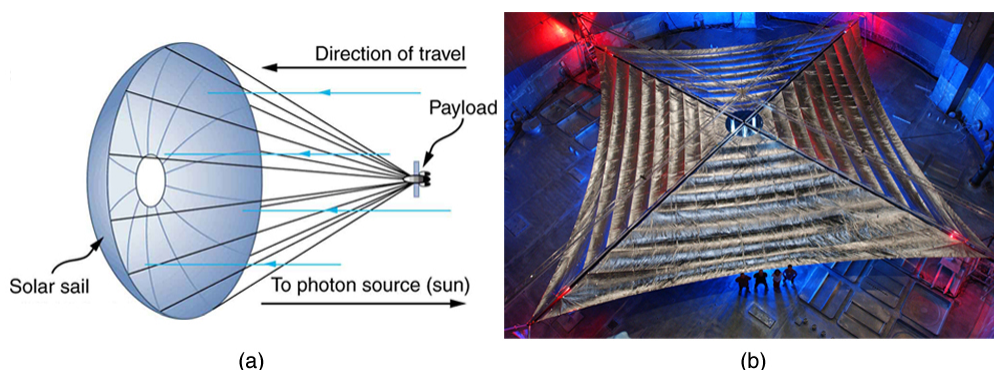 Direction of travel
Payload
Solar sail
To photon source (sun)
(a)
(b)